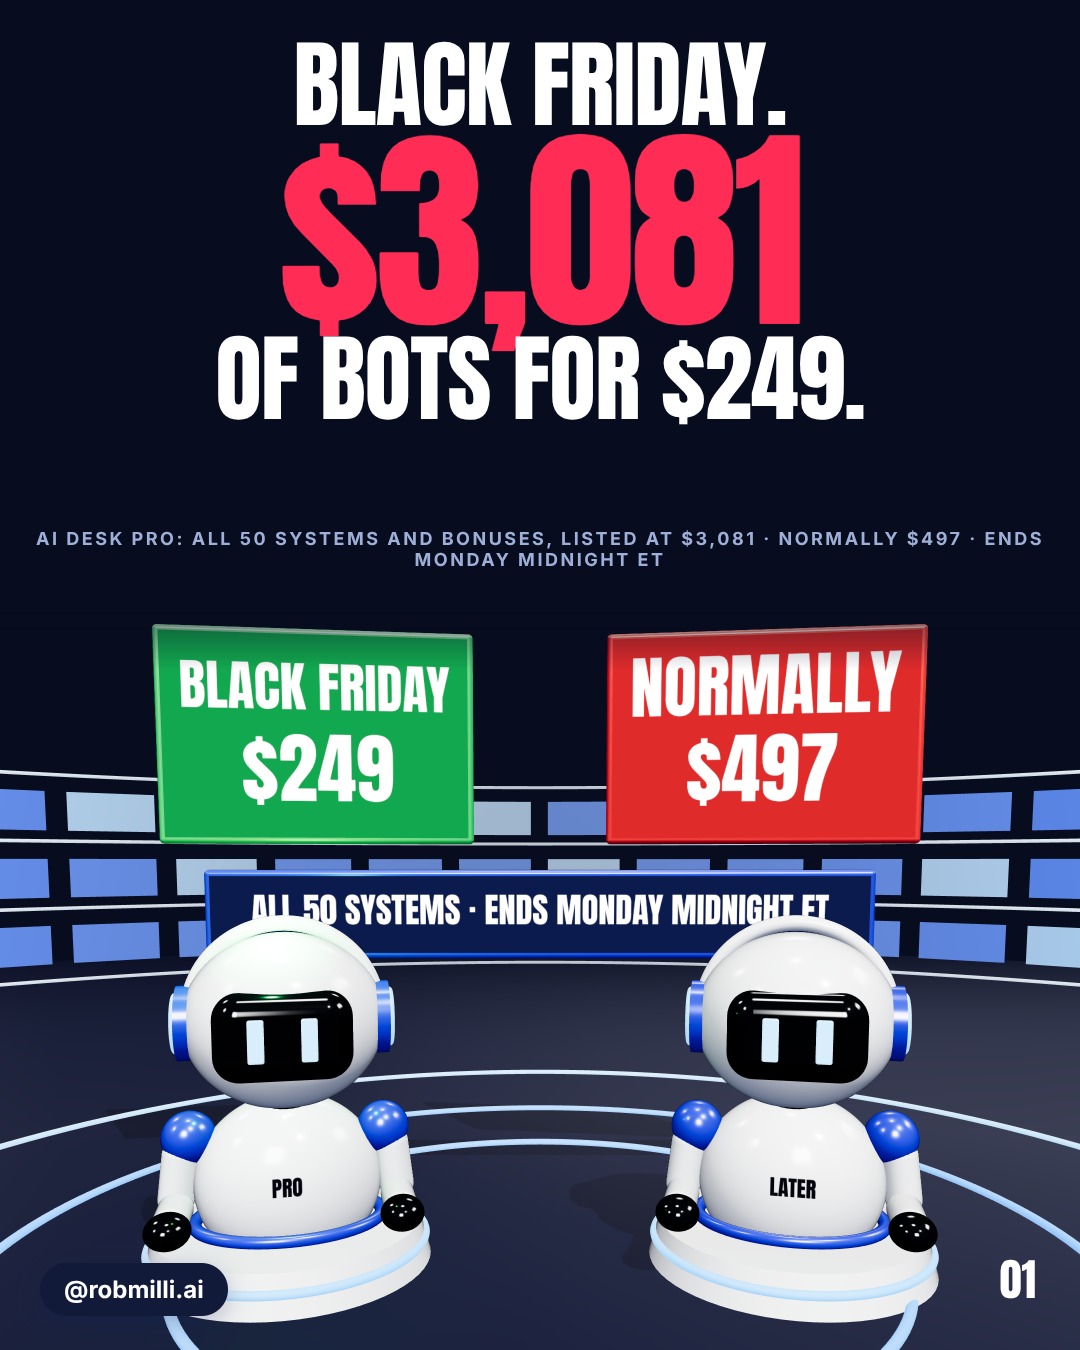 BLACK FRIDAY.
$3,081
OF BOTS FOR $249.
AI DESK PRO: ALL 50 SYSTEMS AND BONUSES, LISTED AT $3,081 · NORMALLY $497 · ENDS
MONDAY MIDNIGHT ET
BLACK FRIDAY
$249
NORMALLY
$497
ALL 50 SYSTEMS · ENDS MONDAY MIDNIGHT ET
PRO
LATER
@robmilli.ai
01